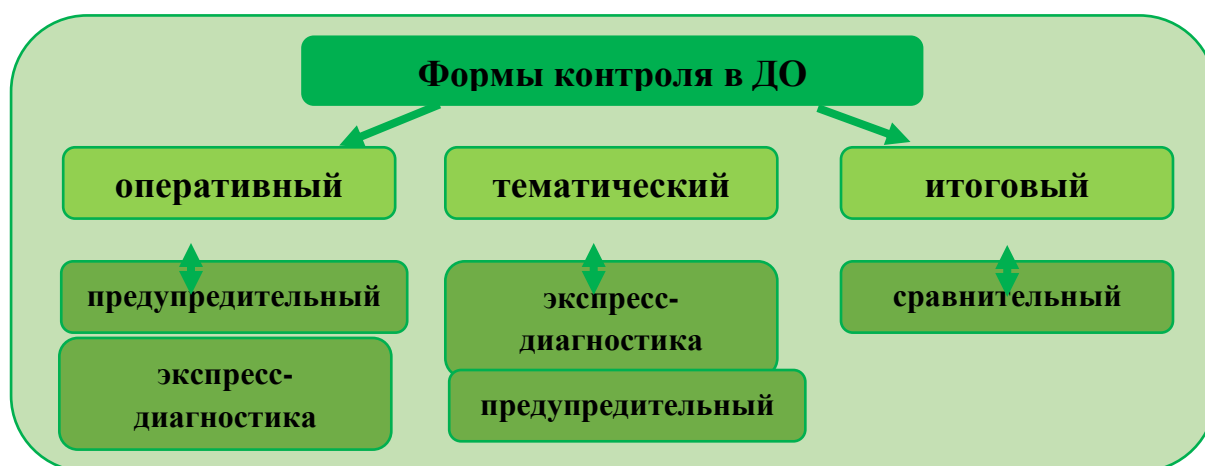 Формы контроля в ДО
оперативный
тематический
итоговый
предупредительный
экспресс-
диагностика
экспресс-
диагностика
предупредительный
сравнительный